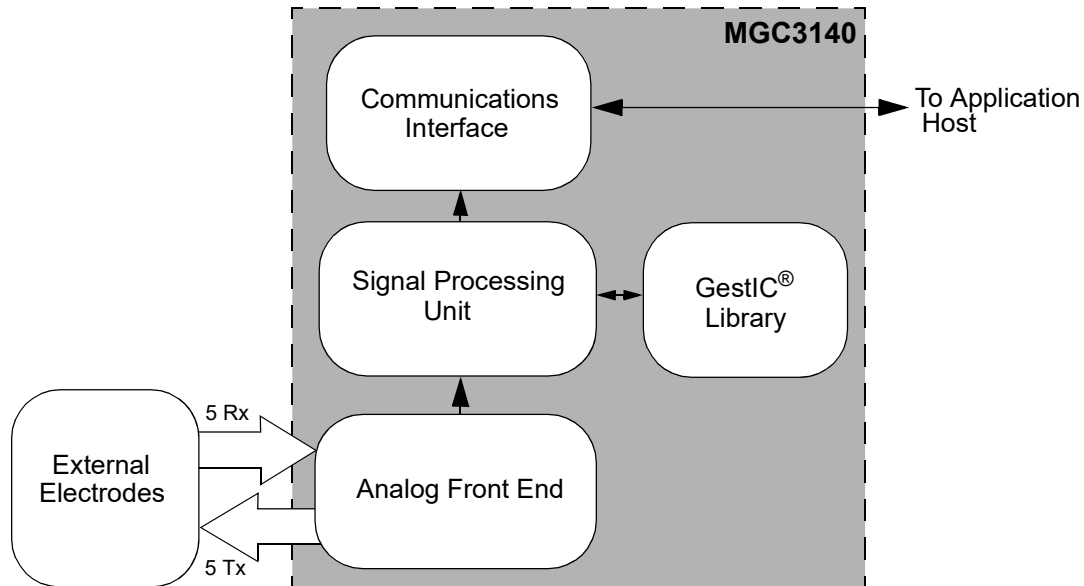 MGC3140
Communications
Interface
To Application
Host
Signal Processing
Unit
GestIC®
Library
5 Rx
External
Electrodes
Analog Front End
5 Tx